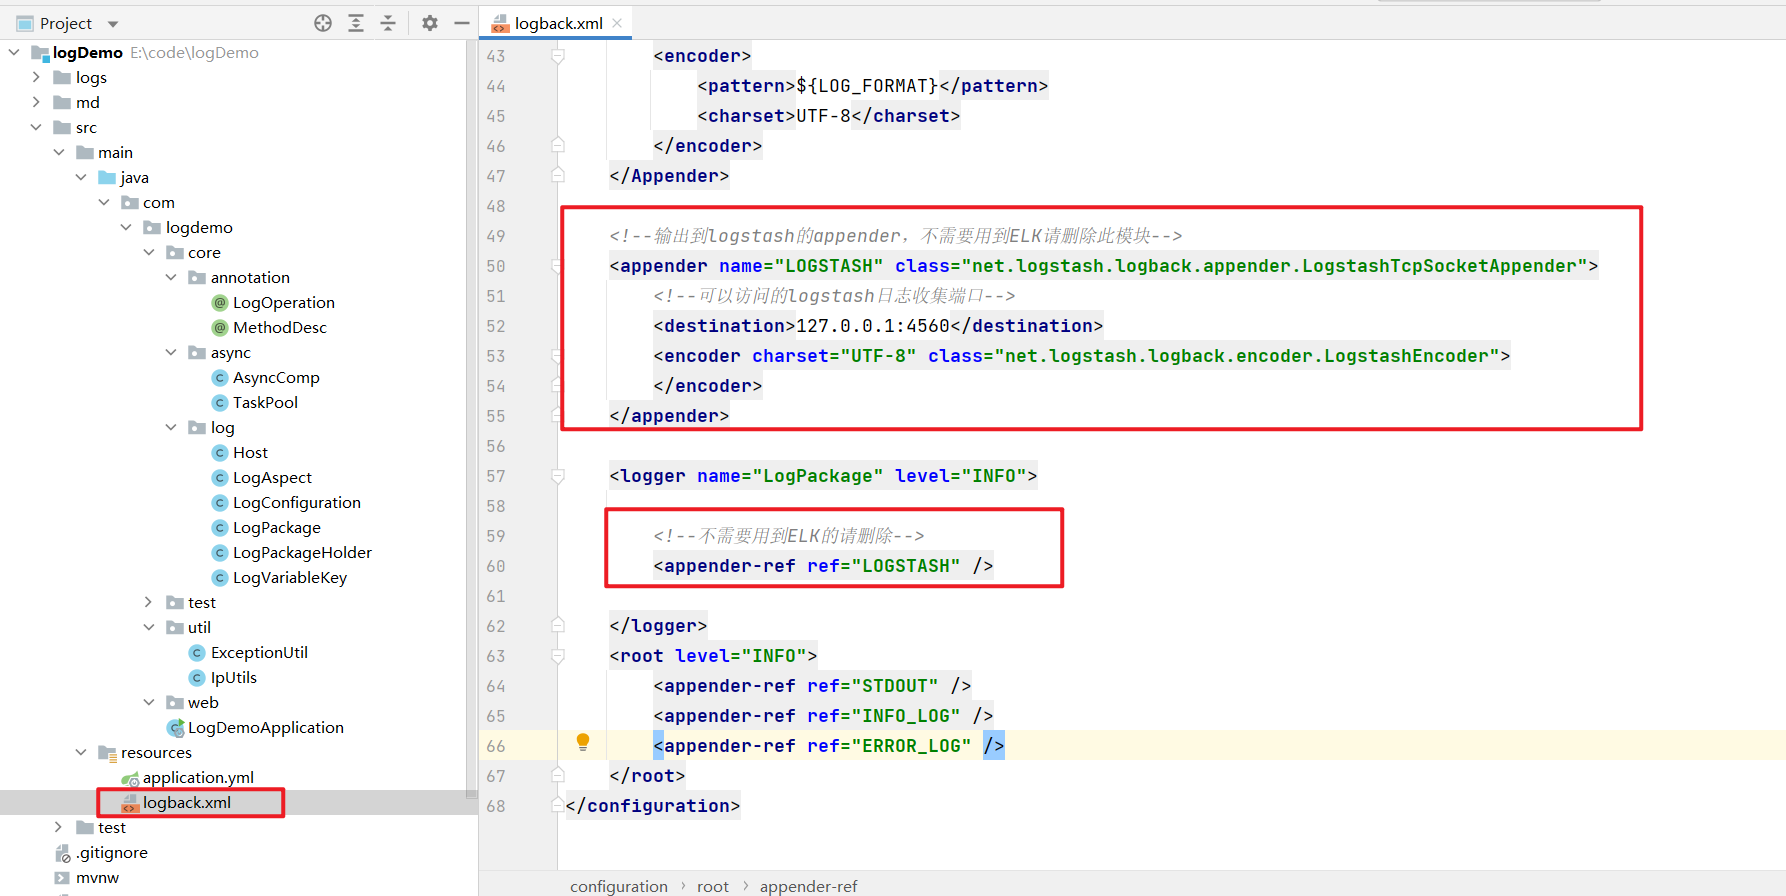 Project
logDemo E:\code\logDemo
logs
md
src
main
java
com
logdemo
core
annotation
LogOperation
MethodDesc
async
AsyncComp
TaskPool
log
Host
LogAspect
LogConfiguration
LogPackage
LogPackageHolder
LogVariableKey
test
util
ExceptionUtil
IpUtils
web
LogDemoApplication
resources
application.yml
logback.xml
test
.gitignore
mvnw
logback.xml
43 <encoder>
44 <pattern>${LOG_FORMAT}</pattern>
45 <charset>UTF-8</charset>
46 </encoder>
47 </Appender>
48
49 <!--输出到logstash的appender，不需要用到ELK请删除此模块-->
50 <appender name="LOGSTASH" class="net.logstash.logback.appender.LogstashTcpSocketAppender">
51 <!--可以访问的logstash日志收集端口-->
52 <destination>127.0.0.1:4560</destination>
53 <encoder charset="UTF-8" class="net.logstash.logback.encoder.LogstashEncoder">
54 </encoder>
55 </appender>
56
57 <logger name="LogPackage" level="INFO">
58
59 <!--不需要用到ELK的请删除-->
60 <appender-ref ref="LOGSTASH" />
61
62 </logger>
63 <root level="INFO">
64 <appender-ref ref="STDOUT" />
65 <appender-ref ref="INFO_LOG" />
66 <appender-ref ref="ERROR_LOG" />
67 </root>
68 </configuration>
configuration › root › appender-ref